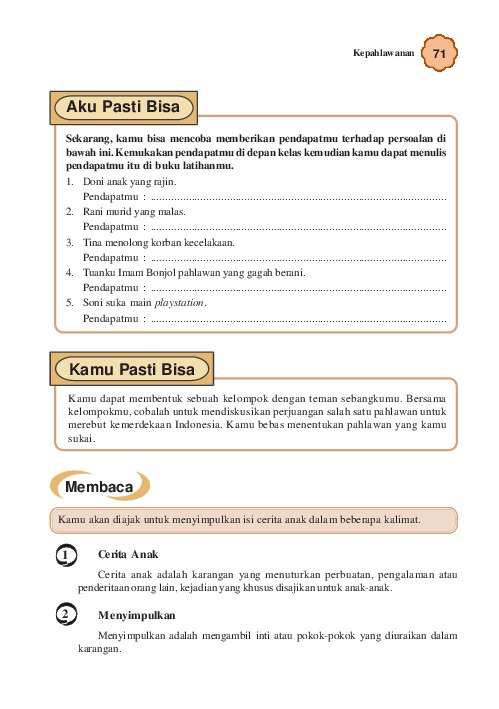 Kepahlawanan 71
Aku Pasti Bisa
Sekarang, kamu bisa mencoba memberikan pendapatmu terhadap persoalan di
bawah ini. Kemukakan pendapatmu di depan kelas kemudian kamu dapat menulis
pendapatmu itu di buku latihanmu.
1. Doni anak yang rajin.
Pendapatmu : ....................................................................................................
2. Rani murid yang malas.
Pendapatmu : ....................................................................................................
3. Tina menolong korban kecelakaan.
Pendapatmu : ....................................................................................................
4. Tuanku Imam Bonjol pahlawan yang gagah berani.
Pendapatmu : ....................................................................................................
5. Soni suka main playstation.
Pendapatmu : ....................................................................................................
Kamu Pasti Bisa
Kamu dapat membentuk sebuah kelompok dengan teman sebangkumu. Bersama
kelompokmu, cobalah untuk mendiskusikan perjuangan salah satu pahlawan untuk
merebut kemerdekaan Indonesia. Kamu bebas menentukan pahlawan yang kamu
sukai.
Membaca
Kamu akan diajak untuk menyimpulkan isi cerita anak dalam beberapa kalimat.
1 Cerita Anak
Cerita anak adalah karangan yang menuturkan perbuatan, pengalaman atau
penderitaan orang lain, kejadian yang khusus disajikan untuk anak-anak.
2 Menyimpulkan
Menyimpulkan adalah mengambil inti atau pokok-pokok yang diuraikan dalam
karangan.